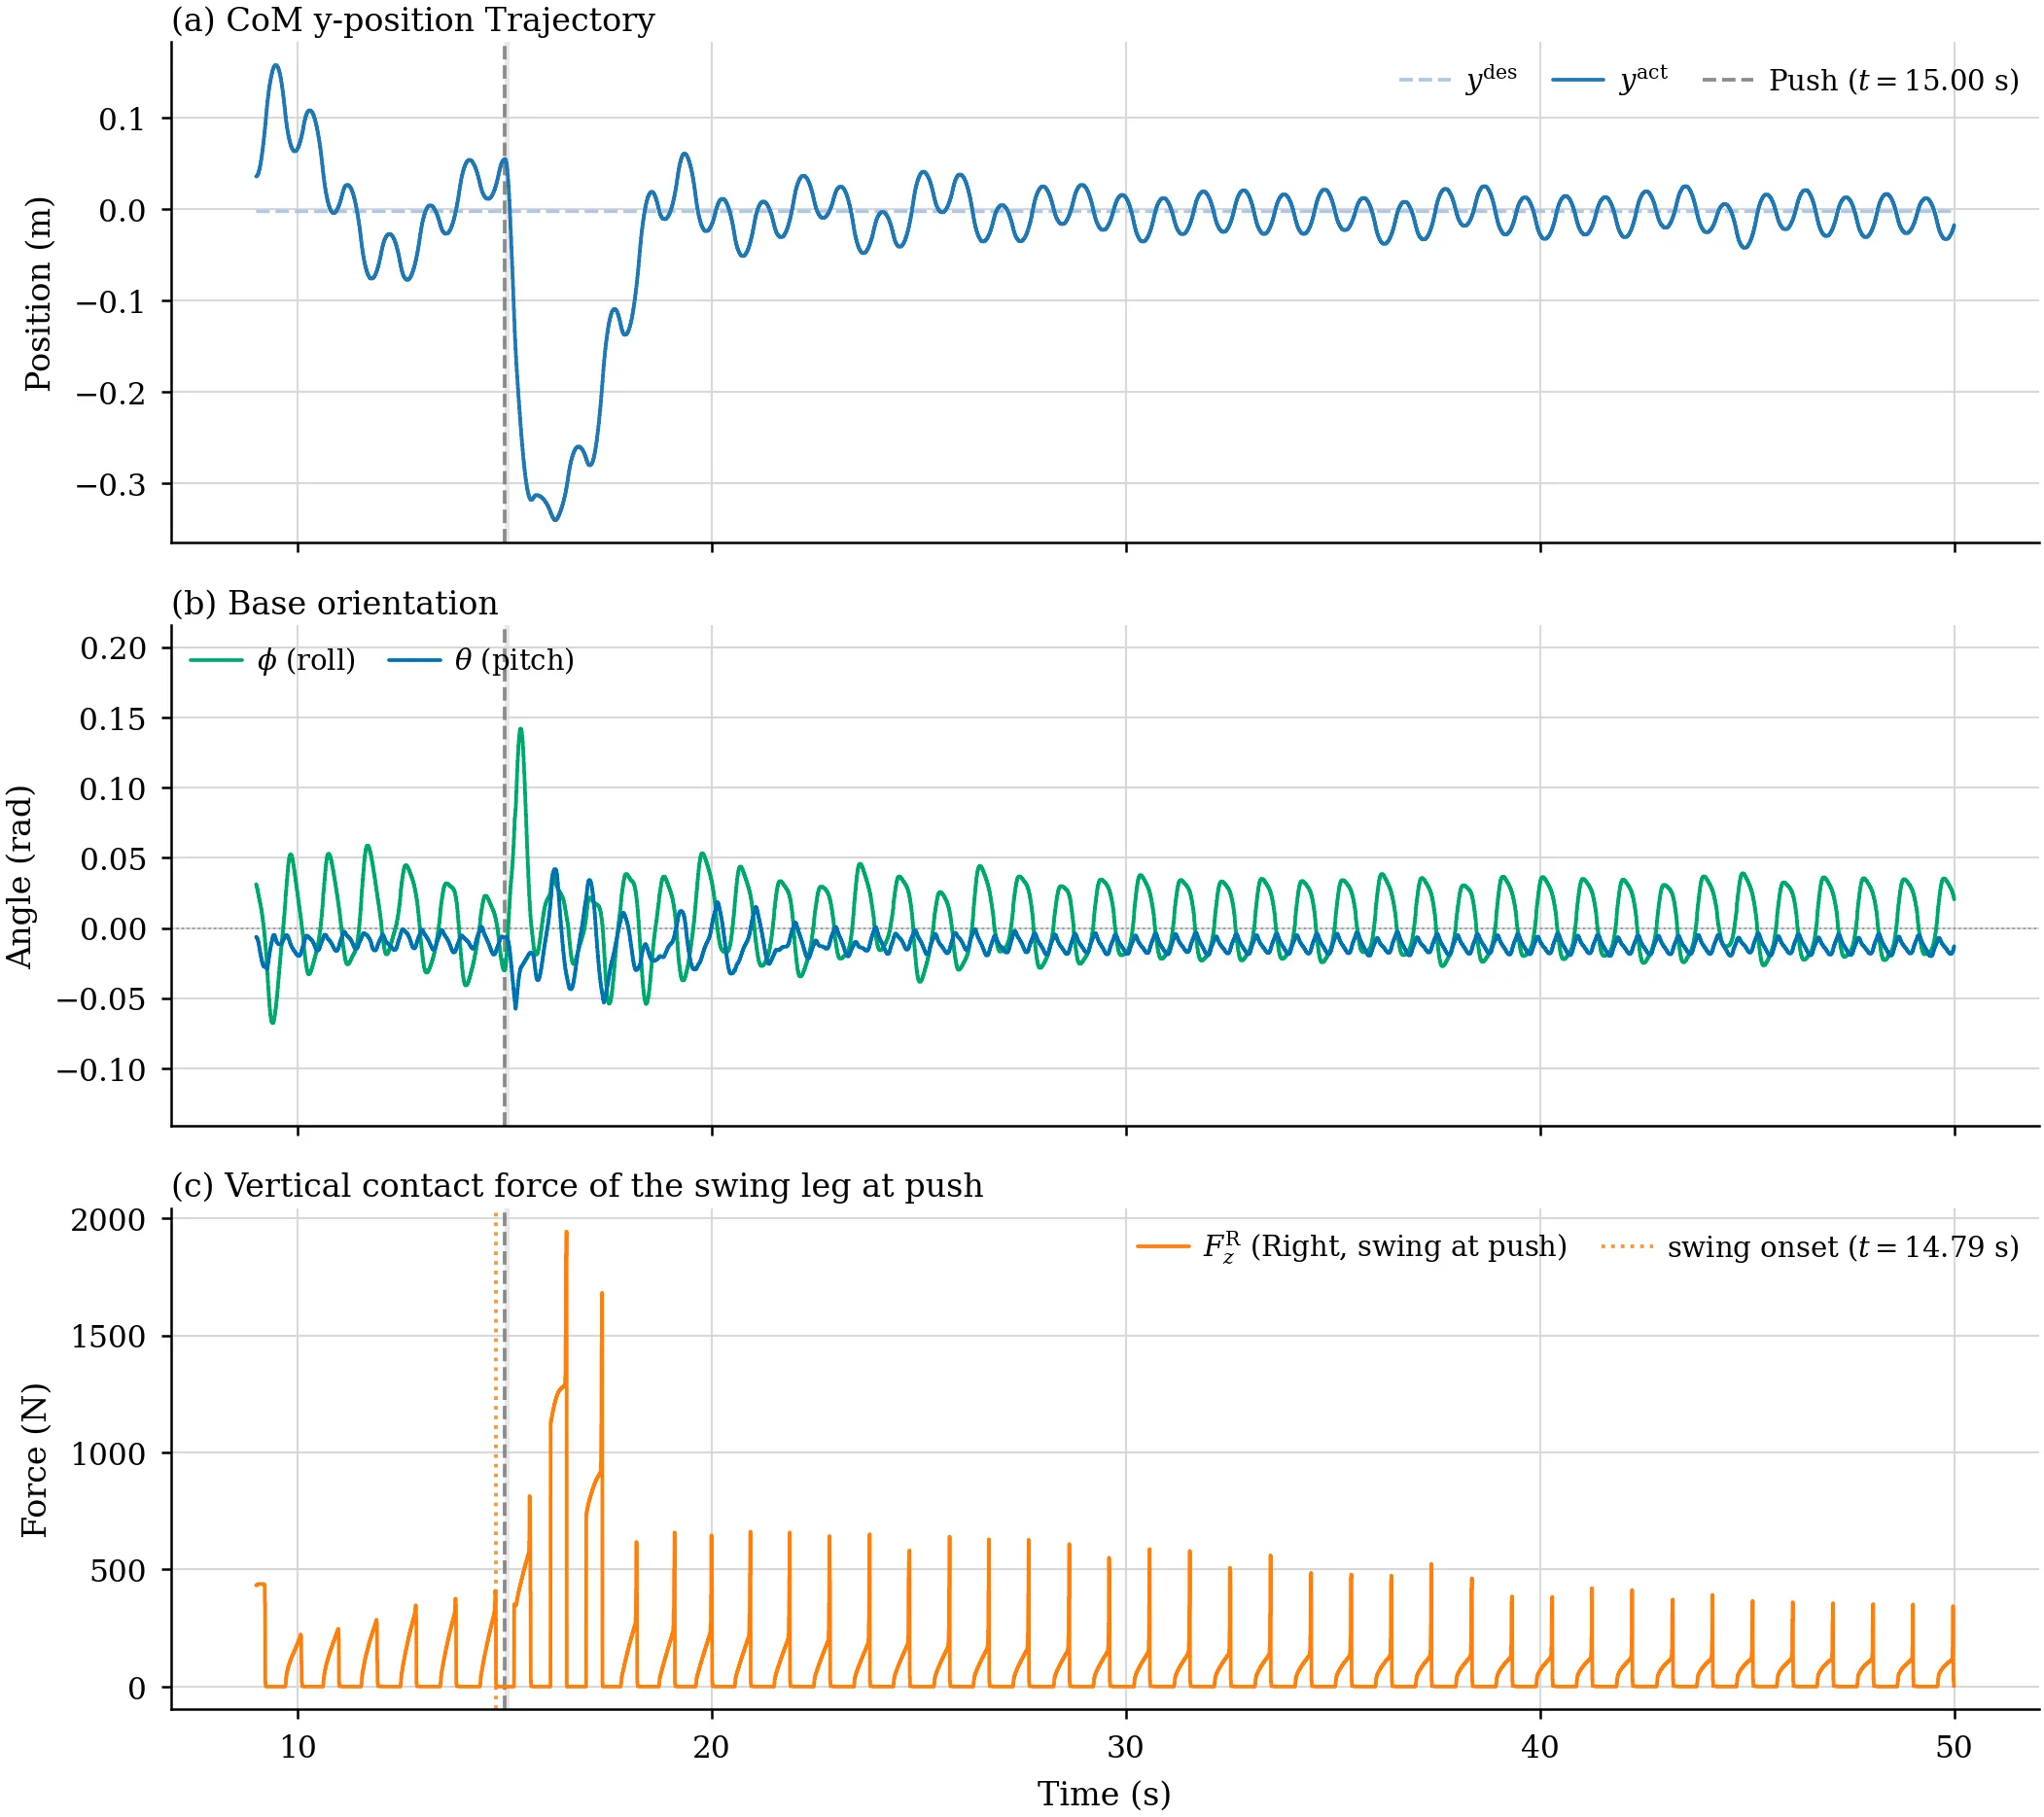 (a) CoM y-position Trajectory
y^des
y^act
Push (t = 15.00 s)
0.1
0.0
−0.1
−0.2
−0.3
Position (m)
(b) Base orientation
ϕ (roll)
θ (pitch)
0.20
0.15
0.10
0.05
0.00
−0.05
−0.10
Angle (rad)
(c) Vertical contact force of the swing leg at push
F_z^R (Right, swing at push)
swing onset (t = 14.79 s)
2000
1500
1000
500
0
Force (N)
10
20
30
40
50
Time (s)